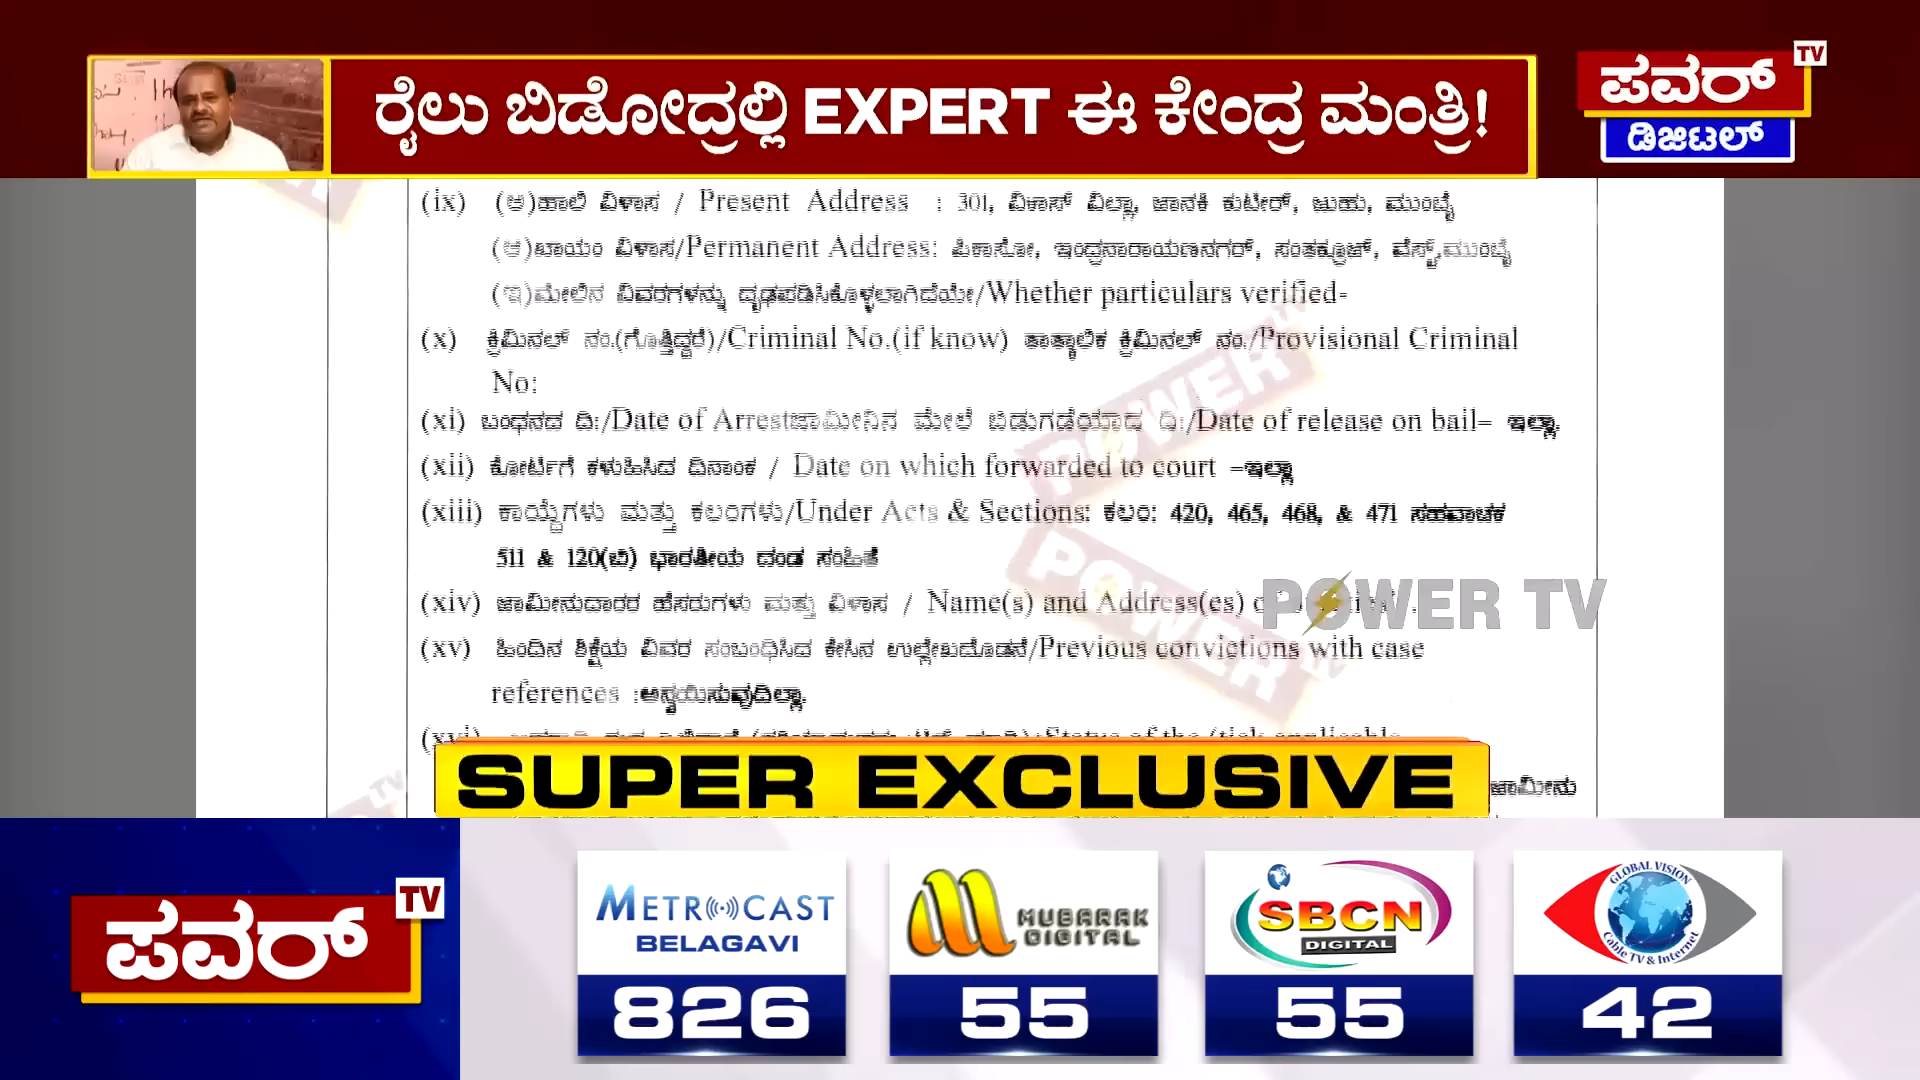 ರೈಲು ಬಿಡೋದ್ರಲ್ಲಿ EXPERT ಈ ಕೇಂದ್ರ ಮಂತ್ರಿ!
ಪವರ್ TV
ಡಿಜಿಟಲ್
(ix) (ಅ)ಹಾಲಿ ವಿಳಾಸ / Present Address : 301, ವಿಕಾಸ್ ವಿಲ್ಲಾ, ಜಾನಕಿ ಕುಟೀರ್, ಜುಹು, ಮುಂಬೈ
(ಆ)ಖಾಯಂ ವಿಳಾಸ/Permanent Address: ಪಿಕಾಸೋ, ಇಂದ್ರನಾರಾಯಣನಗರ್, ಸಂತಕ್ರೂಜ್, ವೆಸ್ಟ್,ಮುಂಬೈ
(ಇ)ಮೇಲಿನ ವಿವರಗಳನ್ನು ದೃಢಪಡಿಸಿಕೊಳ್ಳಲಾಗಿದೆಯೇ/Whether particulars verified-
(x) ಕ್ರಿಮಿನಲ್ ನಂ.(ಗೊತ್ತಿದ್ದರೆ)/Criminal No.(if know) ತಾತ್ಕಾಲಿಕ ಕ್ರಿಮಿನಲ್ ನಂ./Provisional Criminal
No:
(xi) ಬಂಧನದ ದಿ:/Date of Arrestಜಾಮೀನಿನ ಮೇಲೆ ಬಿಡುಗಡೆಯಾದ ದಿ:/Date of release on bail– ಇಲ್ಲಾ.
(xii) ಕೋರ್ಟಿಗೆ ಕಳುಹಿಸಿದ ದಿನಾಂಕ / Date on which forwarded to court –ಇಲ್ಲಾ
(xiii) ಕಾಯ್ದೆಗಳು ಮತ್ತು ಕಲಂಗಳು/Under Acts & Sections: ಕಲಂ: 420, 465, 468, & 471 ಸಹವಾಚಕ
511 & 120(ಬಿ) ಭಾರತೀಯ ದಂಡ ಸಂಹಿತೆ
(xiv) ಜಾಮೀನುದಾರರ ಹೆಸರುಗಳು ಮತ್ತು ವಿಳಾಸ / Name(s) and Address(es) of
POWER TV
(xv) ಹಿಂದಿನ ಶಿಕ್ಷೆಯ ವಿವರ ಸಂಬಂಧಿಸಿದ ಕೇಸಿನ ಉಲ್ಲೇಖದೊಡನೆ/Previous convictions with case
references :ಅನ್ವಯಿಸುವುದಿಲ್ಲಾ.
(xvi) Status of the (tick applicable
SUPER EXCLUSIVE
ಜಾಮೀನು
ಪವರ್ TV
METROCAST
BELAGAVI
826
MUBARAK
DIGITAL
55
SBCN
DIGITAL
55
GLOBAL VISION
Cable TV & Internet
42